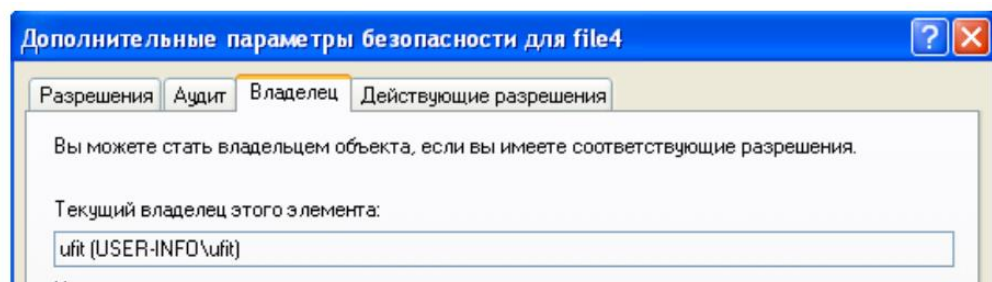 Дополнительные параметры безопасности для file4
Разрешения Аудит Владелец Действующие разрешения
Вы можете стать владельцем объекта, если вы имеете соответствующие разрешения.
Текущий владелец этого элемента:
ufit (USER-INFO\ufit)